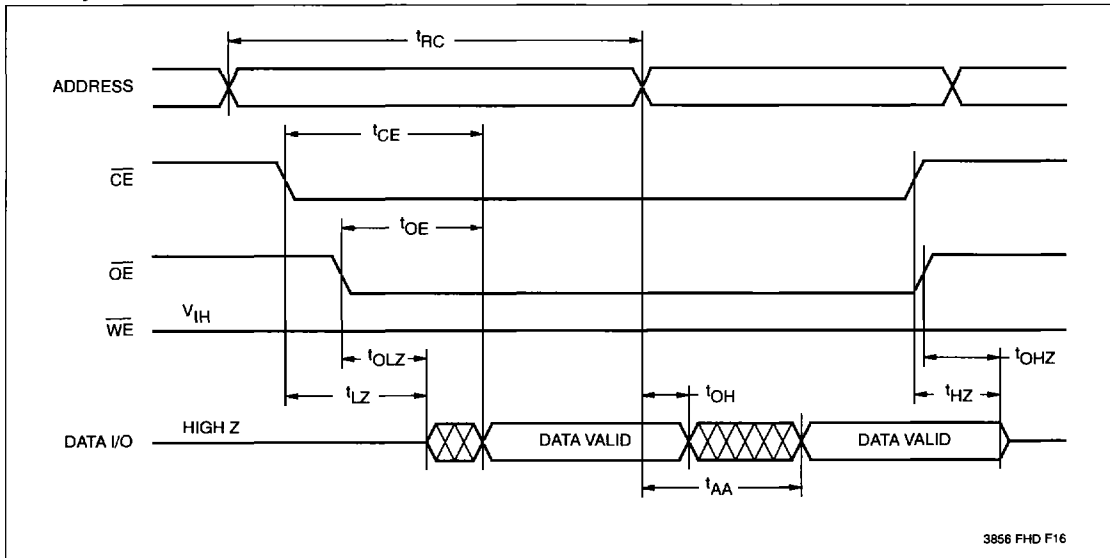 tRC
ADDRESS
tCE
CE
tOE
OE
VIH
WE
tOLZ
tOHZ
tLZ
tOH
tHZ
HIGH Z
DATA I/O
DATA VALID
DATA VALID
tAA
3856 FHD F16